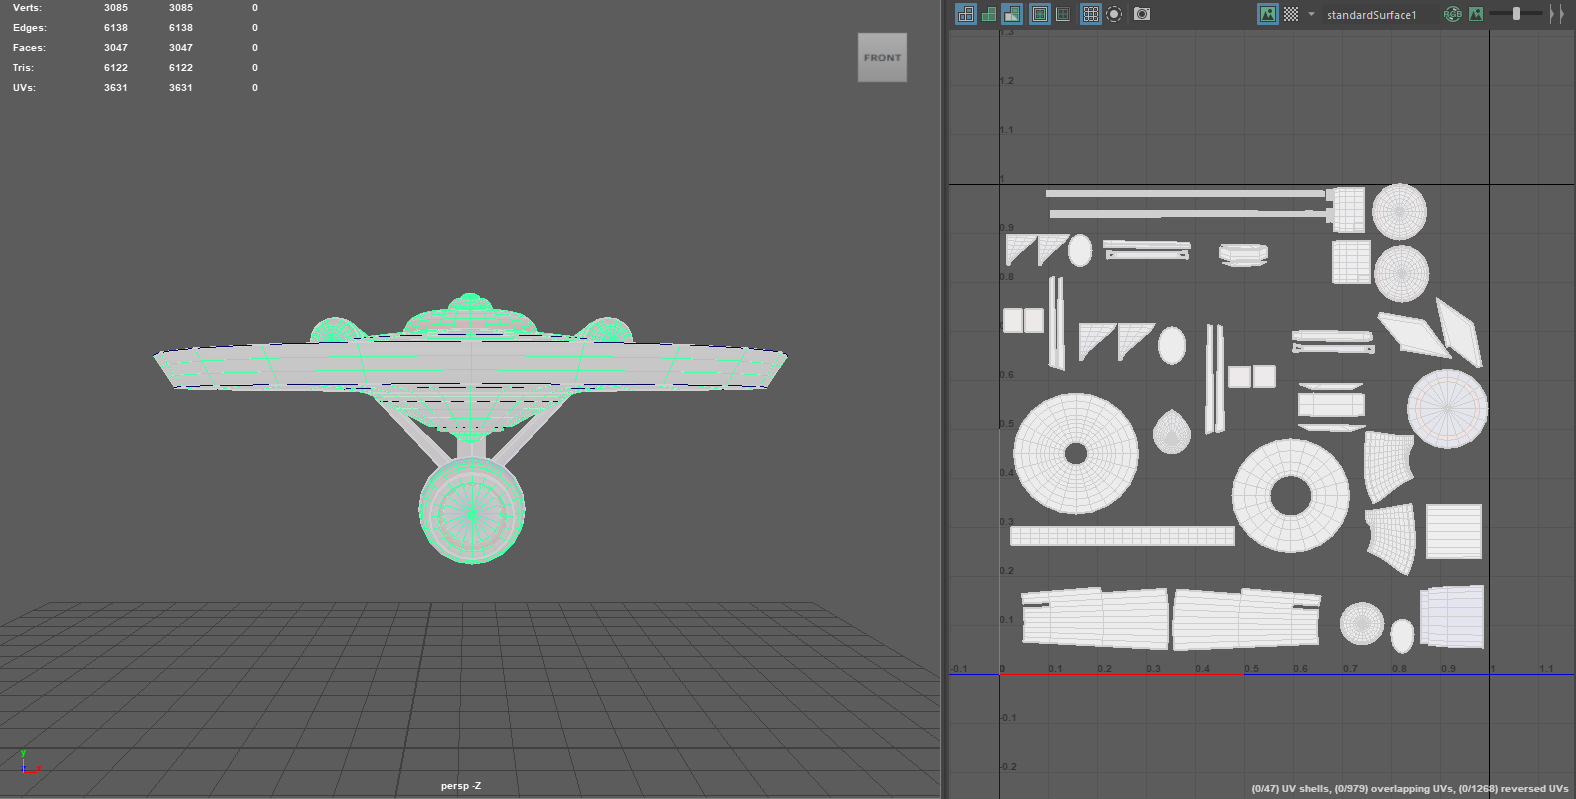 Verts: 3085 3085 0
Edges: 6138 6138 0
Faces: 3047 3047 0
Tris: 6122 6122 0
UVs: 3631 3631 0
FRONT
y
x
persp -Z
standardSurface1
RGB
1.3
1.2
1.1
1
0.9
0.8
0.6
0.5
0.4
0.3
0.2
0.1
-0.1 0 0.1 0.2 0.3 0.4 0.5 0.6 0.7 0.8 0.9 1 1.1
-0.1
-0.2
(0/47) UV shells, (0/979) overlapping UVs, (0/1268) reversed UVs